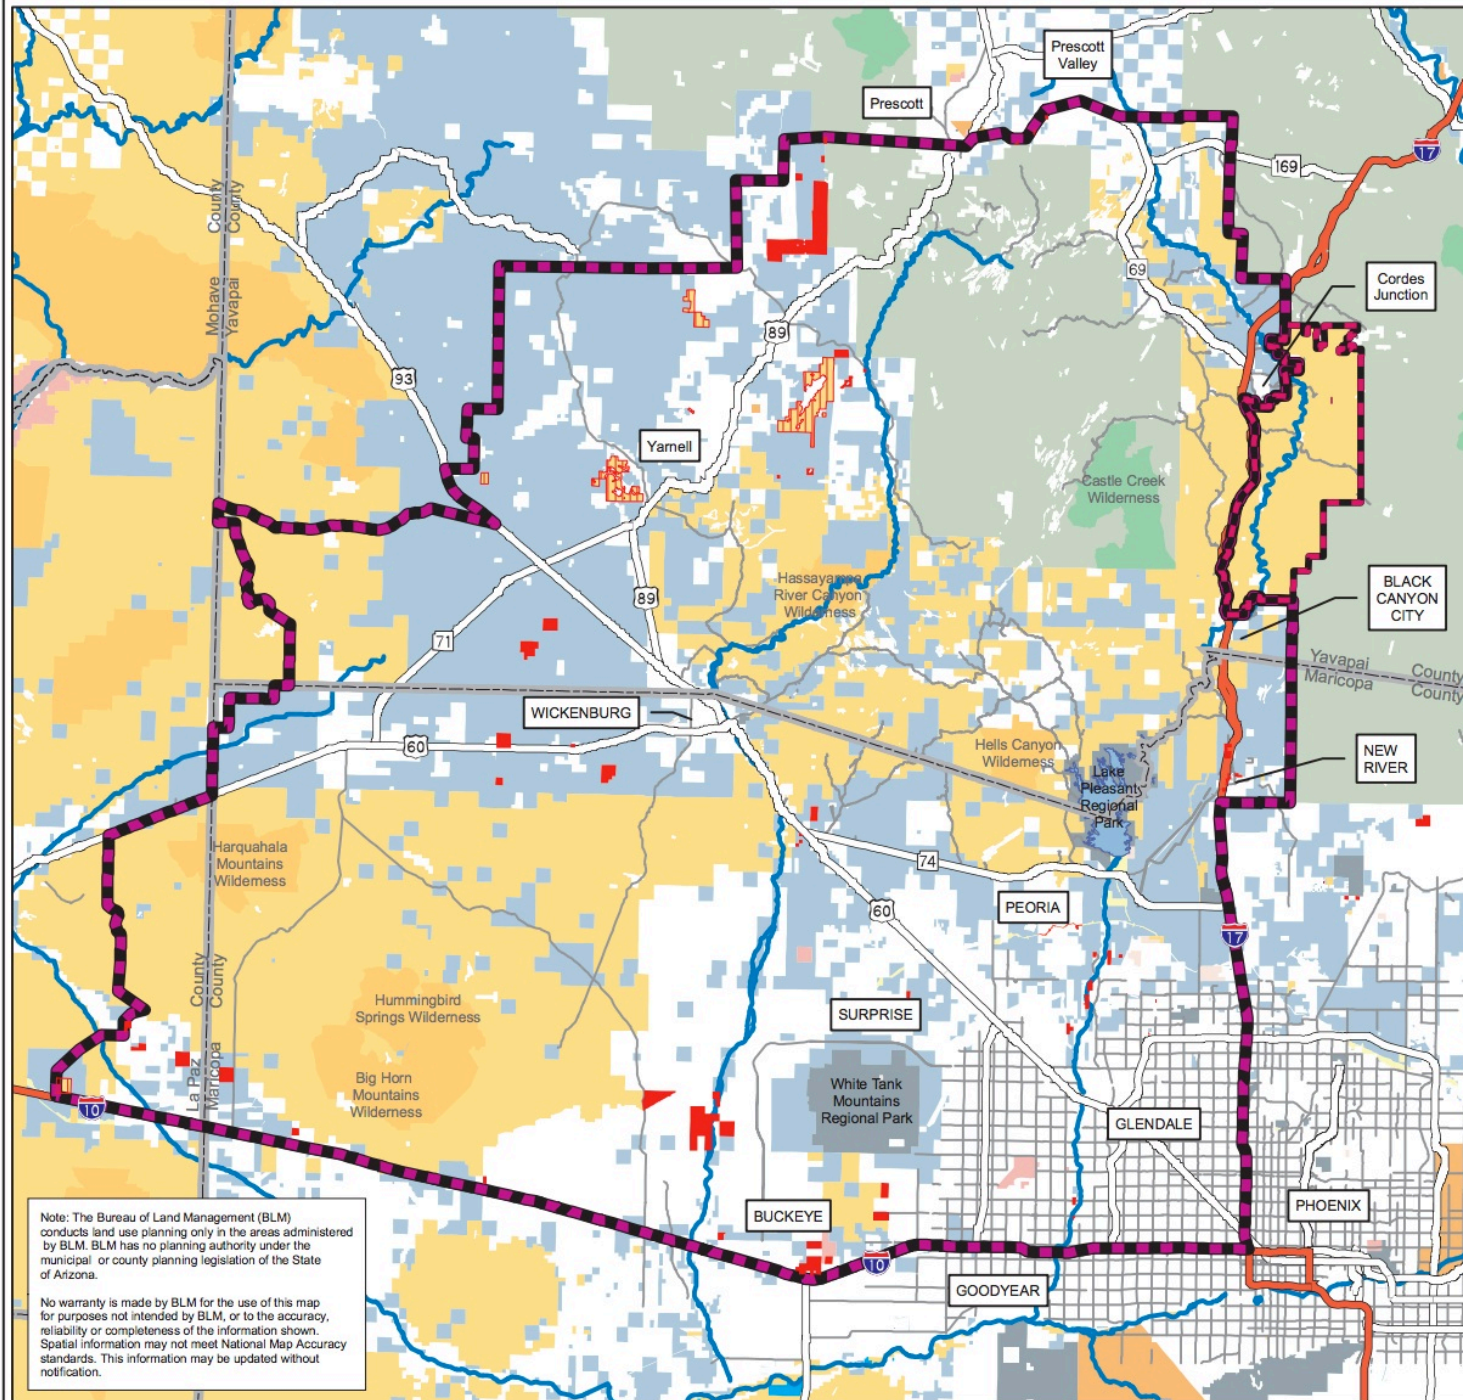 Prescott
Valley
Prescott
17
169
County
County
Mohave
Yavapai
69
Cordes
Junction
89
93
Yarnell
Castle Creek
Wilderness
Hassayampa
River Canyon
Wilderness
89
BLACK
CANYON
CITY
71
Yavapai
Maricopa
County
County
WICKENBURG
60
Hells Canyon
Wilderness
NEW
RIVER
Lake
Pleasant
Regional
Park
Harquahala
Mountains
Wilderness
74
60
PEORIA
17
County
County
Hummingbird
Springs Wilderness
SURPRISE
La Paz
Maricopa
Big Horn
Mountains
Wilderness
White Tank
Mountains
Regional Park
10
GLENDALE
BUCKEYE
PHOENIX
10
GOODYEAR
Note: The Bureau of Land Management (BLM)
conducts land use planning only in the areas administered
by BLM. BLM has no planning authority under the
municipal or county planning legislation of the State
of Arizona.
No warranty is made by BLM for the use of this map
for purposes not intended by BLM, or to the accuracy,
reliability or completeness of the information shown.
Spatial information may not meet National Map Accuracy
standards. This information may be updated without
notification.